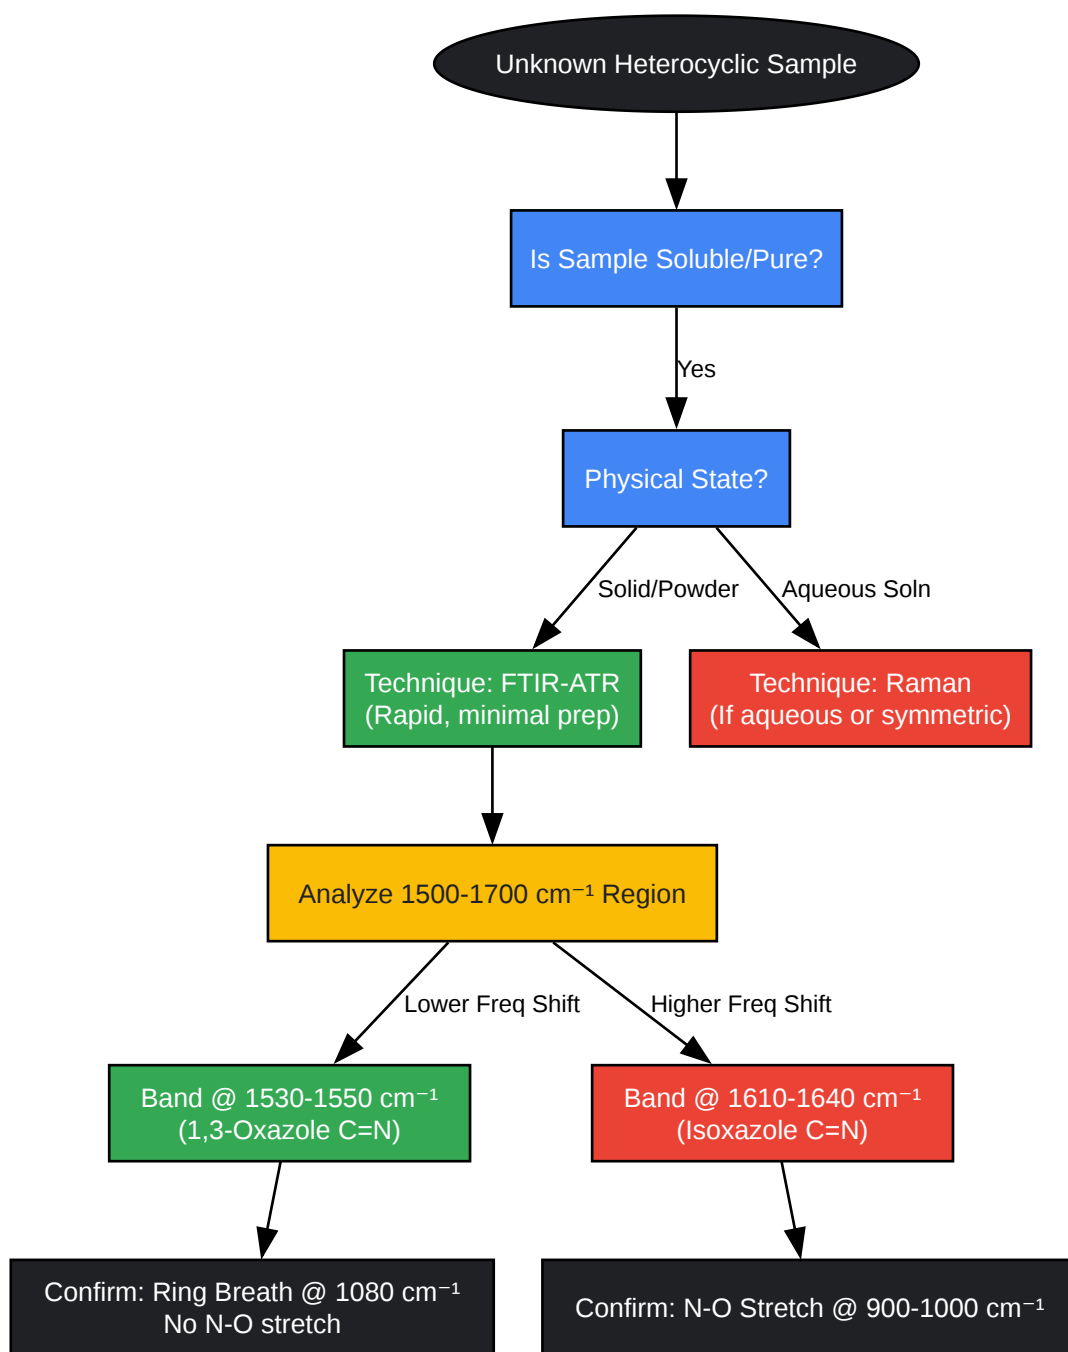 Unknown Heterocyclic Sample
Is Sample Soluble/Pure?
Yes
Physical State?
Solid/Powder
Aqueous Soln
Technique: FTIR-ATR
(Rapid, minimal prep)
Technique: Raman
(If aqueous or symmetric)
Analyze 1500-1700 cm⁻¹ Region
Lower Freq Shift
Higher Freq Shift
Band @ 1530-1550 cm⁻¹
(1,3-Oxazole C=N)
Band @ 1610-1640 cm⁻¹
(Isoxazole C=N)
Confirm: Ring Breath @ 1080 cm⁻¹
No N-O stretch
Confirm: N-O Stretch @ 900-1000 cm⁻¹